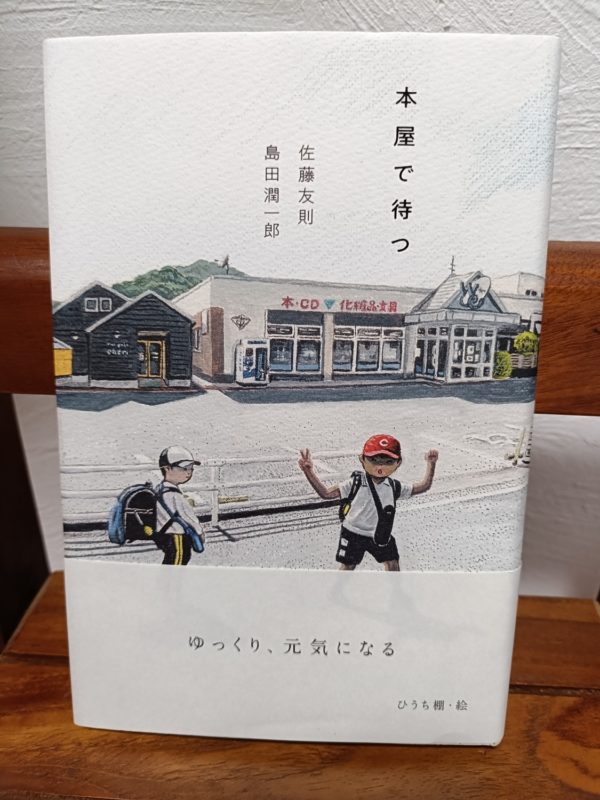 本屋で待つ
佐藤友則
島田潤一郎
本・CD 化粧品・文具
C
ゆっくり、元気になる
ひうち棚・絵